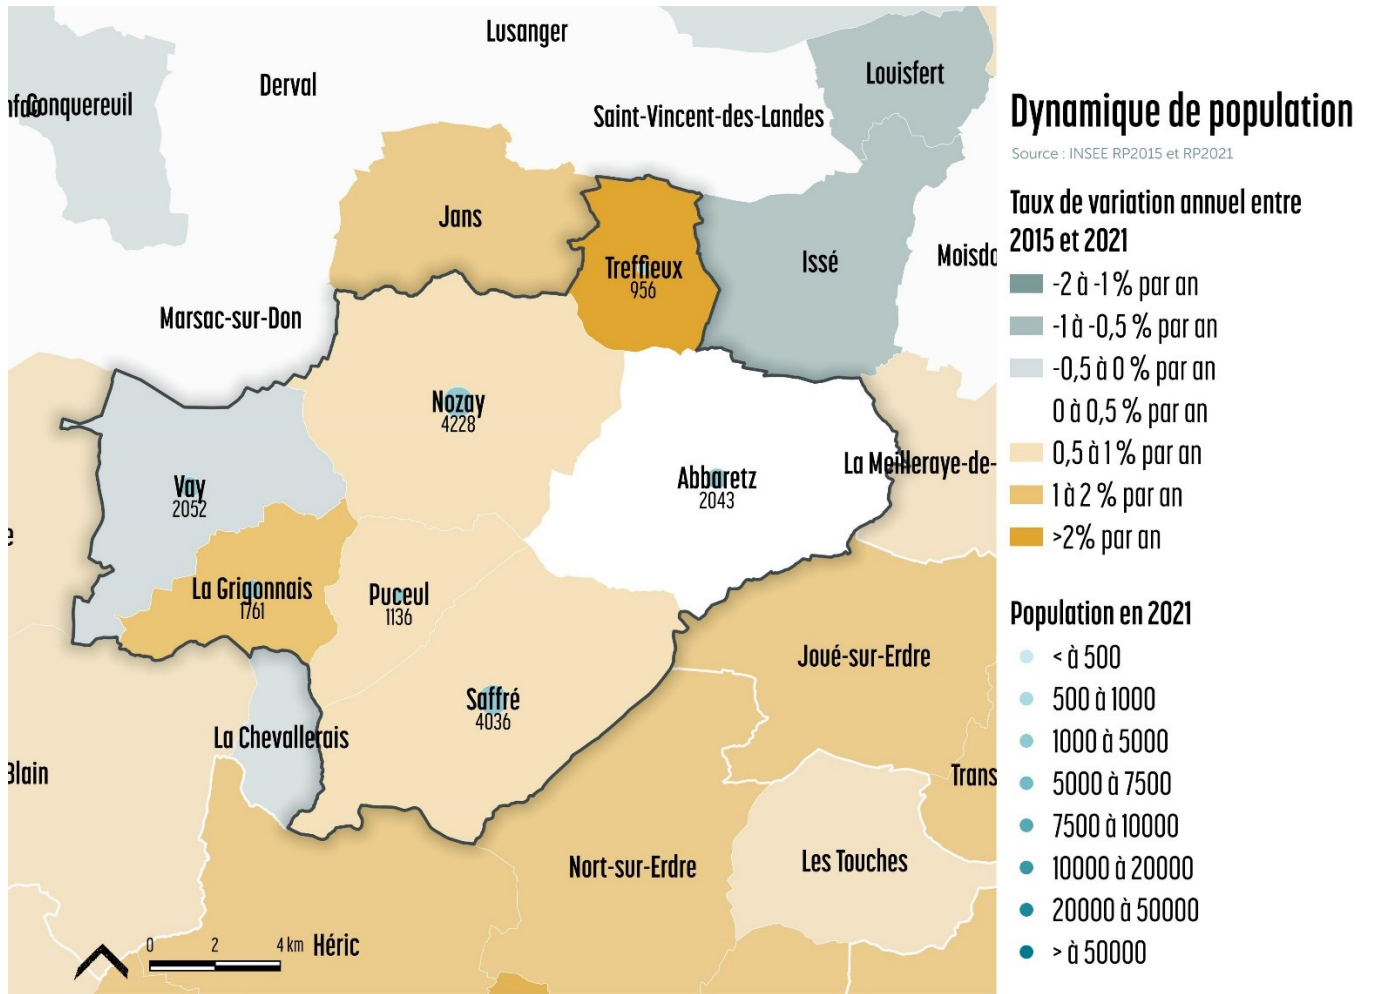 Lusanger
Derval
Louisfert
Conquereuil
Saint-Vincent-des-Landes
Jans
Issé
Moisdo
Treffieux
956
Marsac-sur-Don
Nozay
4228
La Meilleraye-de-
Abbaretz
2043
Vay
2052
La Grigonnais
1761
Puceul
1136
Joué-sur-Erdre
Saffré
4036
La Chevallerais
Blain
Trans
Nort-sur-Erdre
Les Touches
Héric
0 2 4 km
Dynamique de population
Source : INSEE RP2015 et RP2021
Taux de variation annuel entre
2015 et 2021
-2 à -1 % par an
-1 à -0,5 % par an
-0,5 à 0 % par an
0 à 0,5 % par an
0,5 à 1 % par an
1 à 2 % par an
>2% par an
Population en 2021
< à 500
500 à 1000
1000 à 5000
5000 à 7500
7500 à 10000
10000 à 20000
20000 à 50000
> à 50000